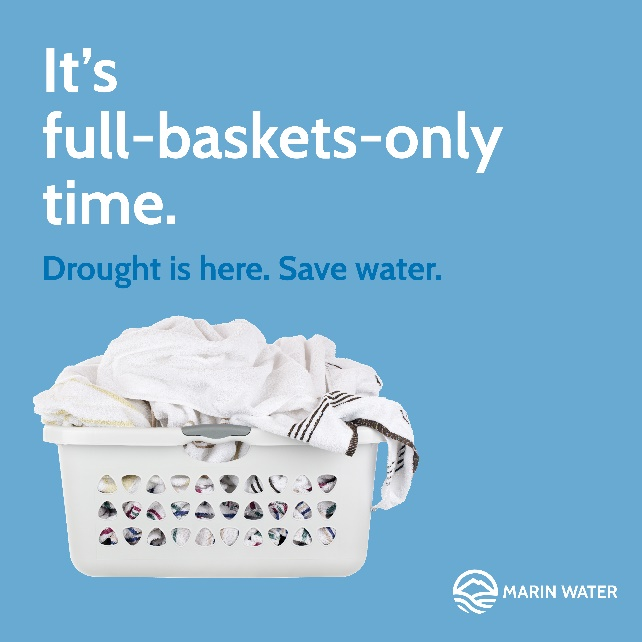 It's
full-baskets-only
time.
Drought is here. Save water.
MARIN WATER